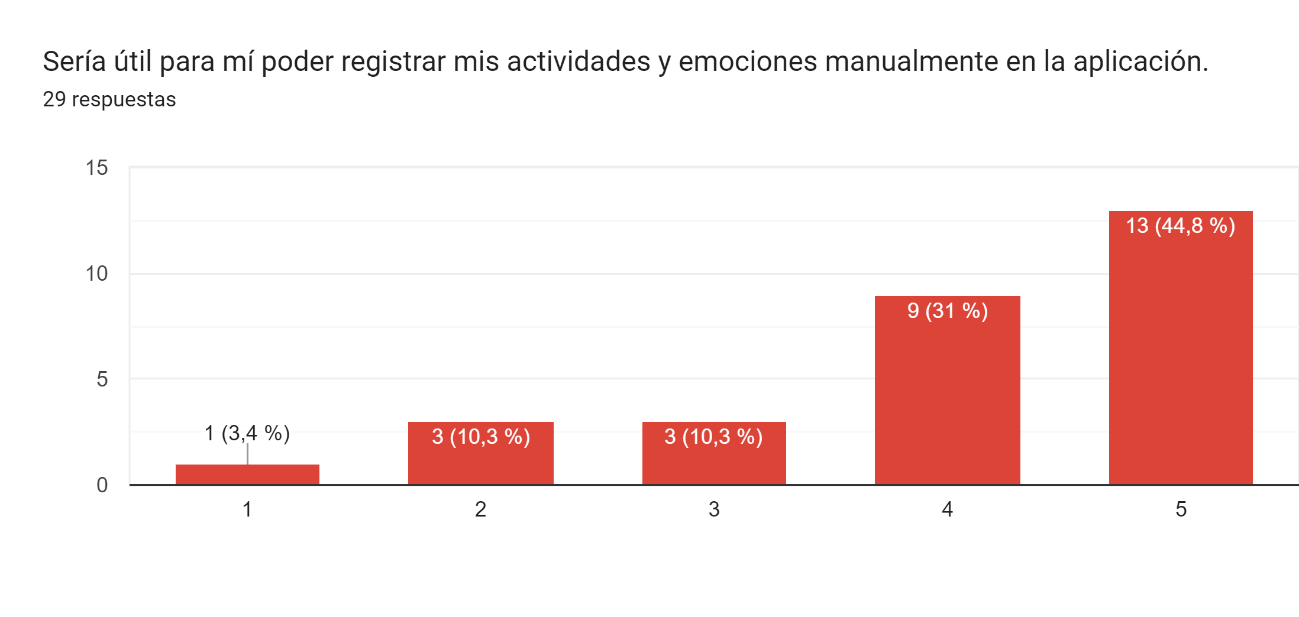 Sería útil para mí poder registrar mis actividades y emociones manualmente en la aplicación.
29 respuestas
15
10
5
0
1 (3,4 %)
3 (10,3 %)
3 (10,3 %)
9 (31 %)
13 (44,8 %)
1
2
3
4
5